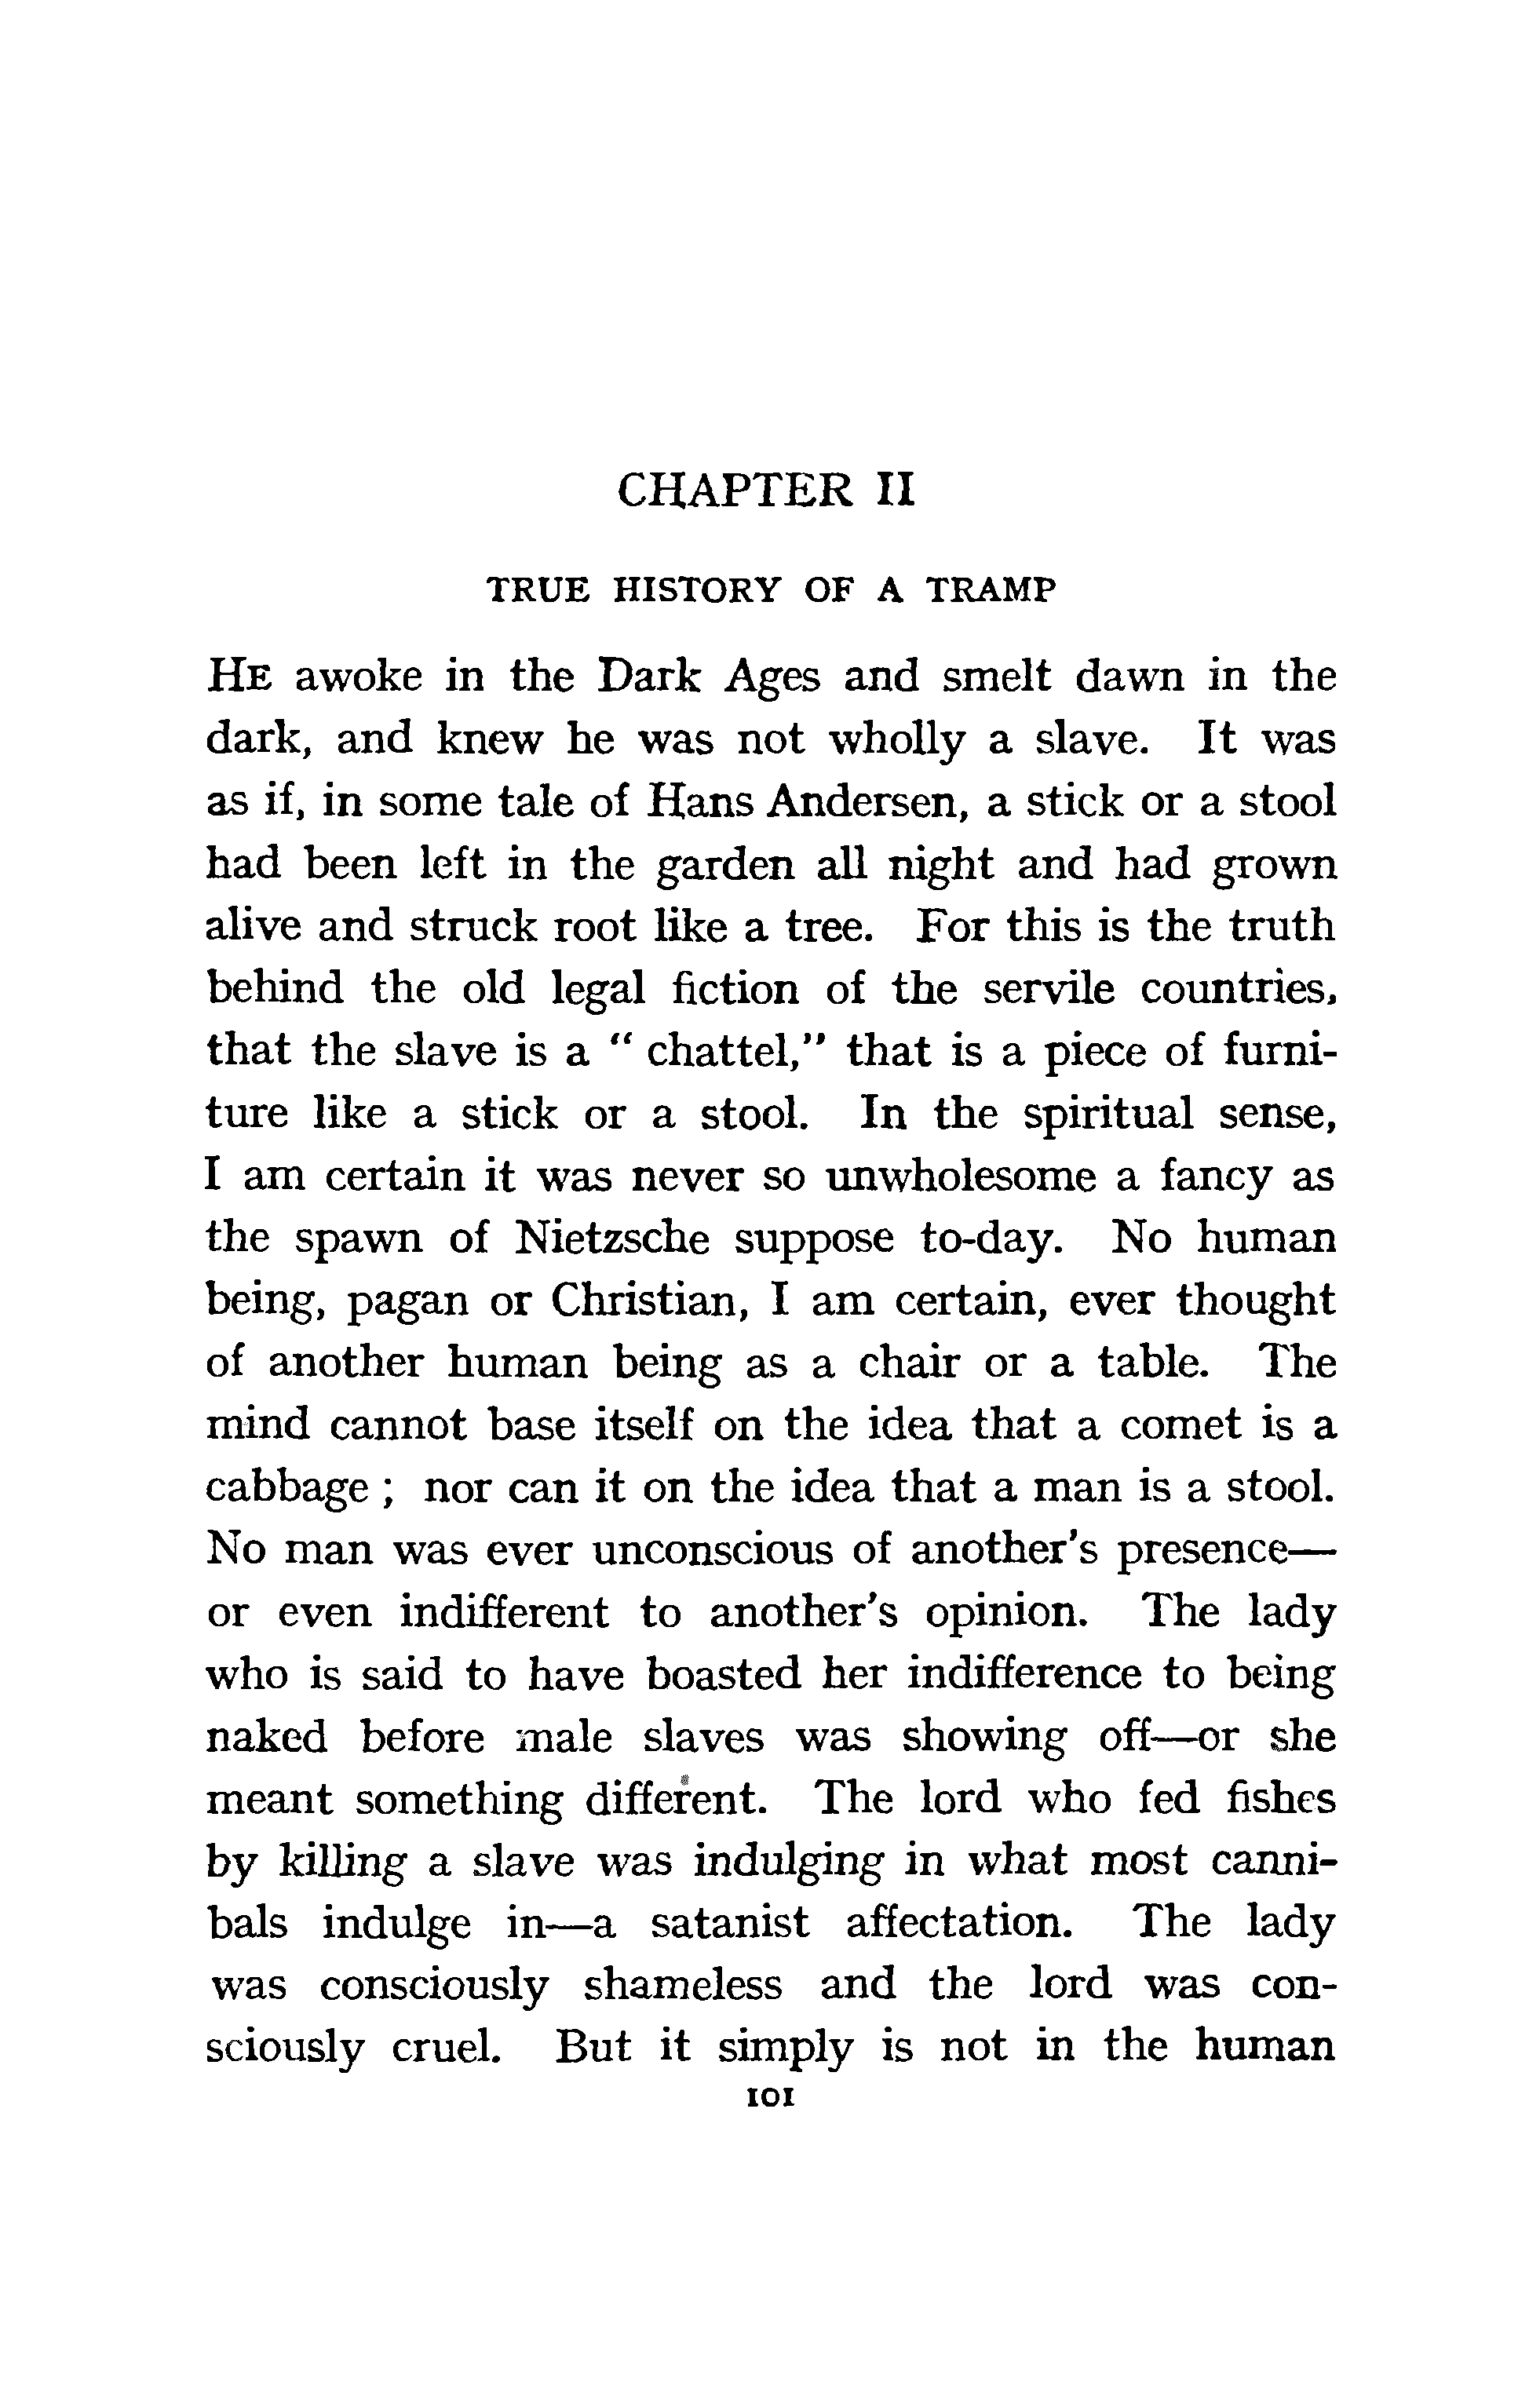 CHAPTER II
TRUE HISTORY OF A TRAMP
HE awoke in the Dark Ages and smelt dawn in the
dark, and knew he was not wholly a slave. It was
as if, in some tale of Hans Andersen, a stick or a stool
had been left in the garden all night and had grown
alive and struck root like a tree. For this is the truth
behind the old legal fiction of the servile countries,
that the slave is a “ chattel,” that is a piece of furni-
ture like a stick or a stool. In the spiritual sense,
I am certain it was never so unwholesome a fancy as
the spawn of Nietzsche suppose to-day. No human
being, pagan or Christian, I am certain, ever thought
of another human being as a chair or a table. The
mind cannot base itself on the idea that a comet is a
cabbage ; nor can it on the idea that a man is a stool.
No man was ever unconscious of another’s presence—
or even indifferent to another’s opinion. The lady
who is said to have boasted her indifference to being
naked before male slaves was showing off—or she
meant something different. The lord who fed fishes
by killing a slave was indulging in what most canni-
bals indulge in—a satanist affectation. The lady
was consciously shameless and the lord was con-
sciously cruel. But it simply is not in the human
101